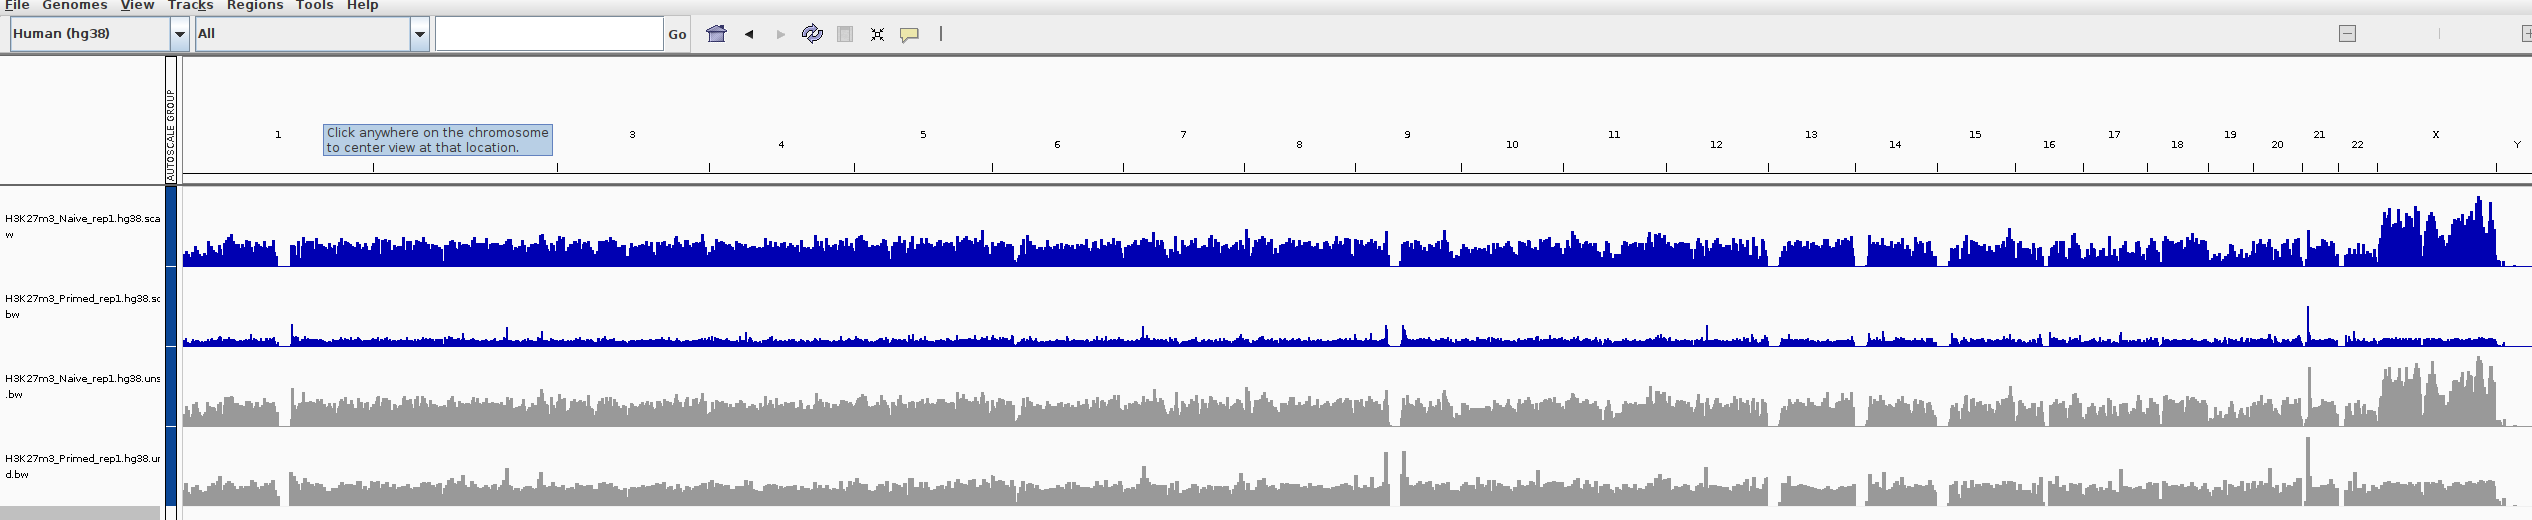 File Genomes View Tracks Regions Tools Help
Human (hg38) All Go
AUTOSCALE GROUP
1 3 5 7 9 11 13 15 17 19 21 X
Click anywhere on the chromosome
to center view at that location.
4 6 8 10 12 14 16 18 20 22 Y
H3K27m3_Naive_rep1.hg38.sca
w
H3K27m3_Primed_rep1.hg38.sc
bw
H3K27m3_Naive_rep1.hg38.uns
.bw
H3K27m3_Primed_rep1.hg38.ur
d.bw